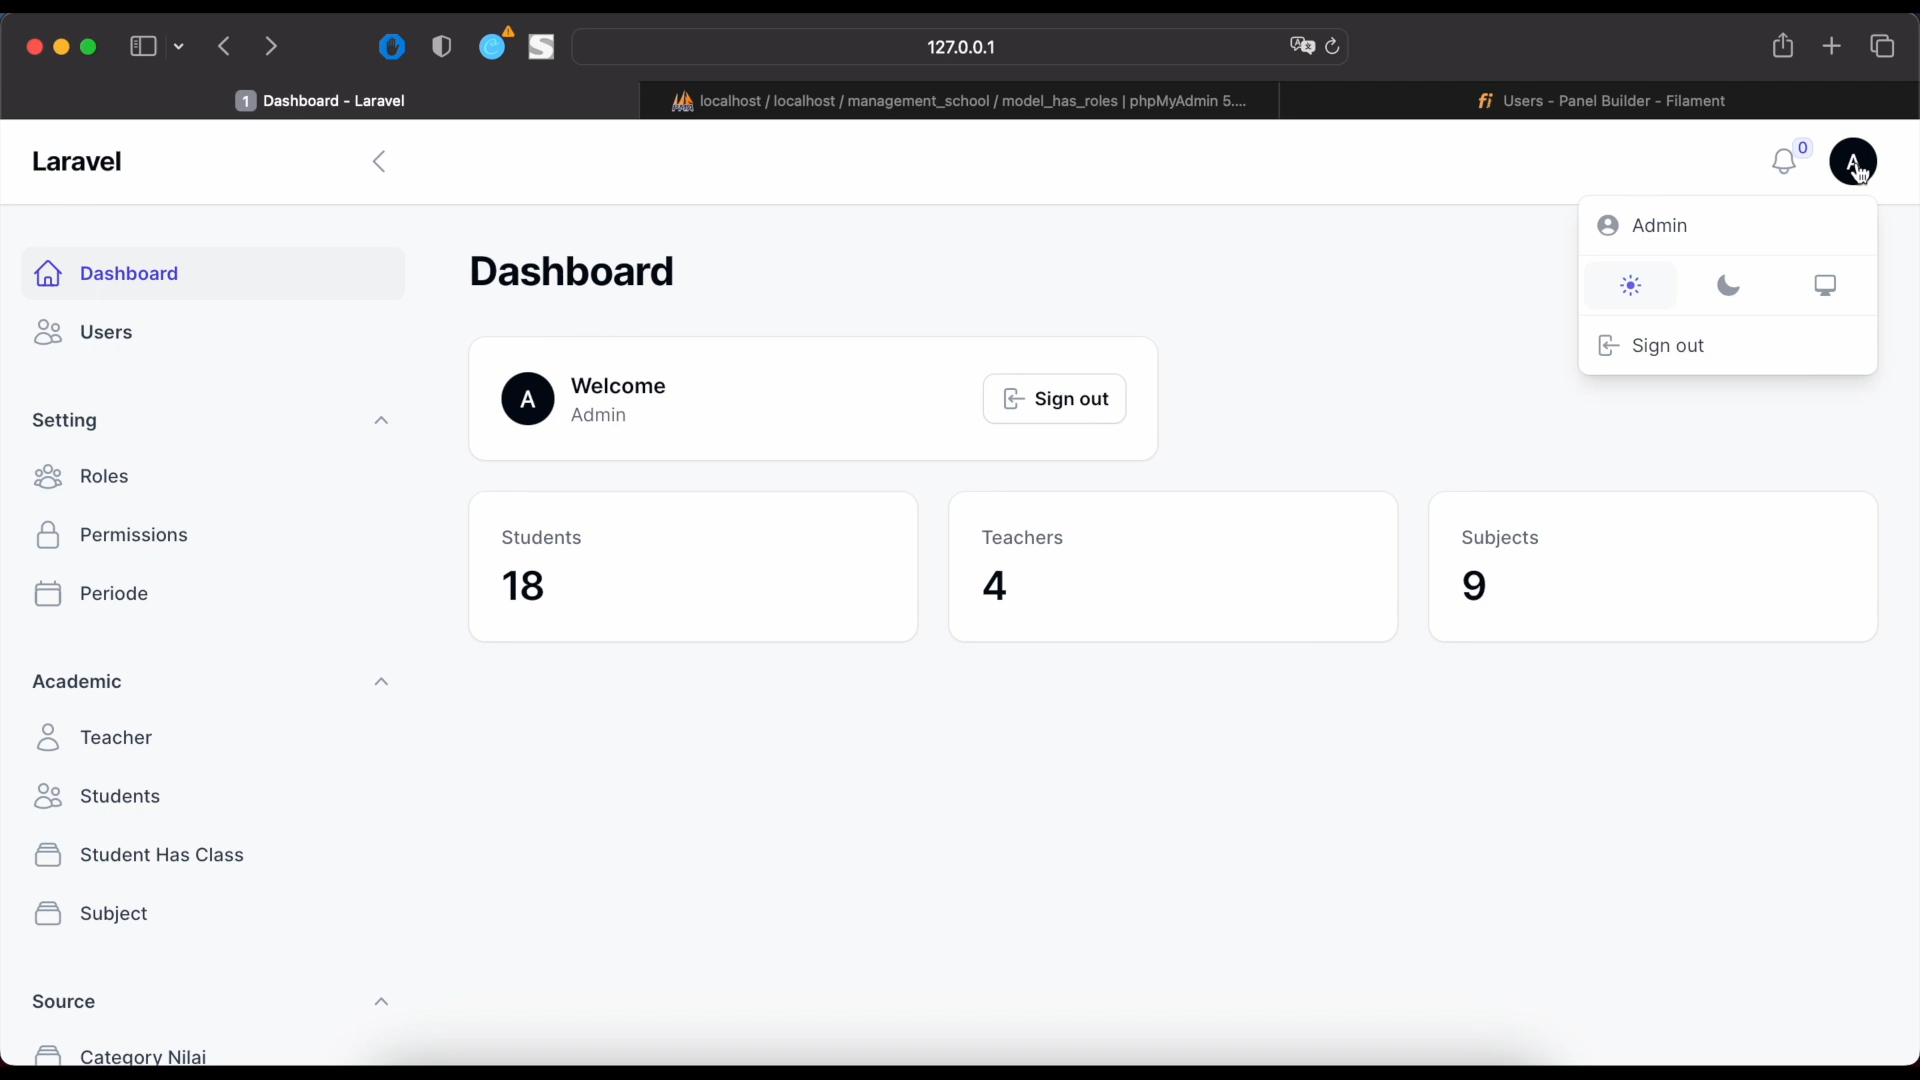 127.0.0.1
1 Dashboard - Laravel
localhost / localhost / management_school / model_has_roles | phpMyAdmin 5....
Users - Panel Builder - Filament
Laravel
0
A
Admin
Sign out
Dashboard
Users
Setting
Roles
Permissions
Periode
Academic
Teacher
Students
Student Has Class
Subject
Source
Category Nilai
Dashboard
A
Welcome
Admin
Sign out
Students
18
Teachers
4
Subjects
9